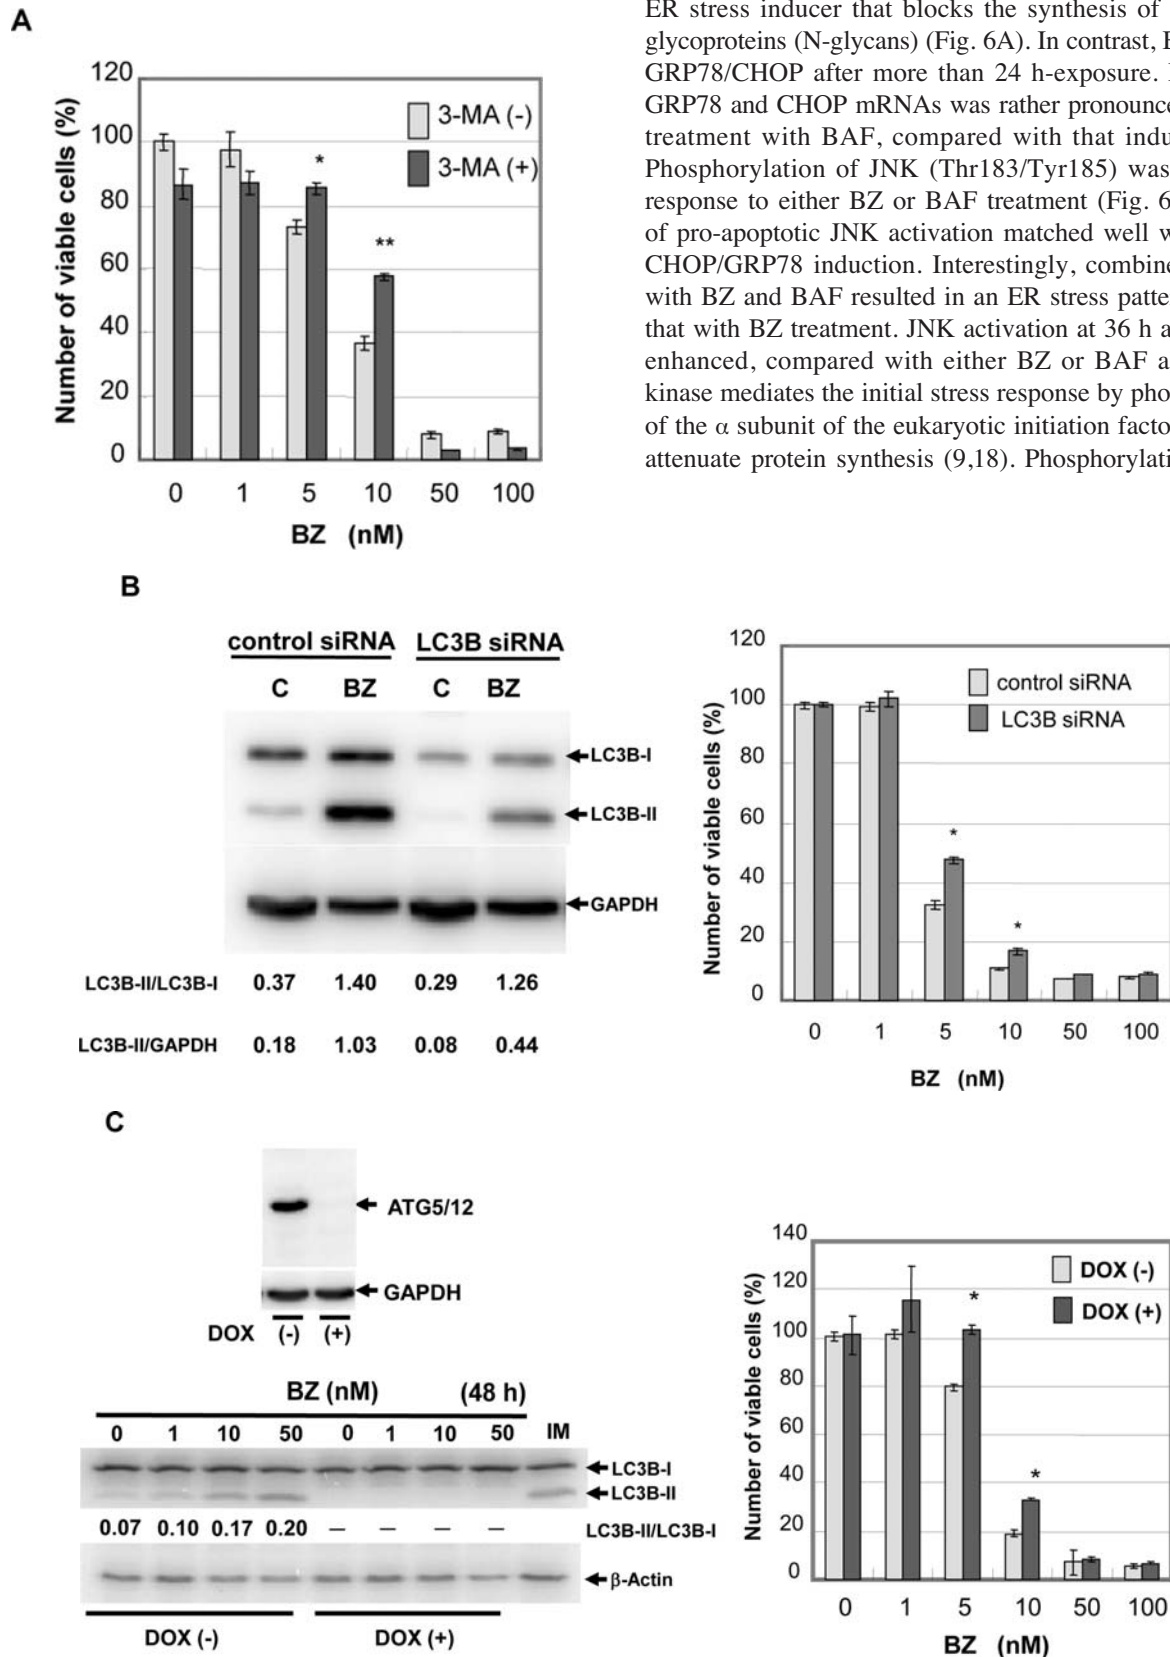 A
120
100
80
60
40
20
0
Number of viable cells (%)
3-MA (-)
3-MA (+)
*
**
0 1 5 10 50 100
BZ (nM)
ER stress inducer that blocks the synthesis of
glycoproteins (N-glycans) (Fig. 6A). In contrast,
GRP78/CHOP after more than 24 h-exposure.
GRP78 and CHOP mRNAs was rather
treatment with BAF, compared with that
Phosphorylation of JNK (Thr183/Tyr185) was
response to either BZ or BAF treatment (Fig.
of pro-apoptotic JNK activation matched well
CHOP/GRP78 induction. Interestingly,
with BZ and BAF resulted in an ER stress
that with BZ treatment. JNK activation at 36 h
enhanced, compared with either BZ or BAF
kinase mediates the initial stress response by
of the α subunit of the eukaryotic initiation
attenuate protein synthesis (9,18).
B
control siRNA LC3B siRNA
C BZ C BZ
LC3B-I
LC3B-II
GAPDH
LC3B-II/LC3B-I 0.37 1.40 0.29 1.26
LC3B-II/GAPDH 0.18 1.03 0.08 0.44
120
100
80
60
40
20
0
Number of viable cells (%)
control siRNA
LC3B siRNA
*
*
0 1 5 10 50 100
BZ (nM)
C
ATG5/12
GAPDH
DOX (-) (+)
BZ (nM) (48 h)
0 1 10 50 0 1 10 50 IM
LC3B-I
LC3B-II
0.07 0.10 0.17 0.20 – – – – LC3B-II/LC3B-I
β-Actin
DOX (-) DOX (+)
140
120
100
80
60
40
20
0
Number of viable cells (%)
DOX (-)
DOX (+)
*
*
0 1 5 10 50 100
BZ (nM)